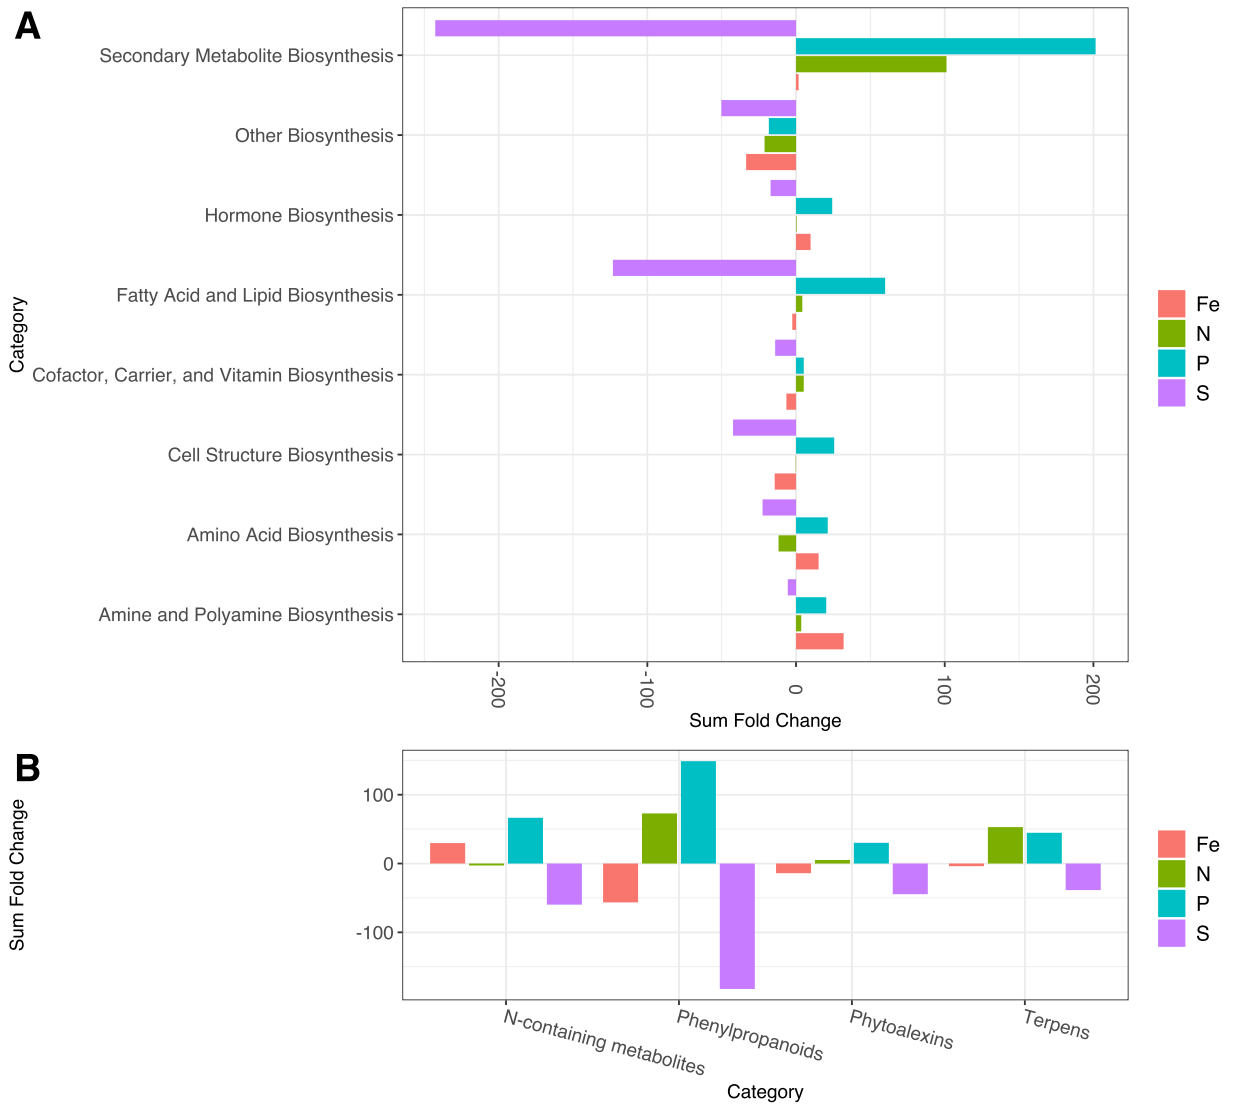 A
Secondary Metabolite Biosynthesis
Other Biosynthesis
Hormone Biosynthesis
Fatty Acid and Lipid Biosynthesis
Cofactor, Carrier, and Vitamin Biosynthesis
Cell Structure Biosynthesis
Amino Acid Biosynthesis
Amine and Polyamine Biosynthesis
Category
-200
-100
0
100
200
Sum Fold Change
Fe
N
P
S
B
Sum Fold Change
100
0
-100
N-containing metabolites
Phenylpropanoids
Phytoalexins
Terpens
Category
Fe
N
P
S